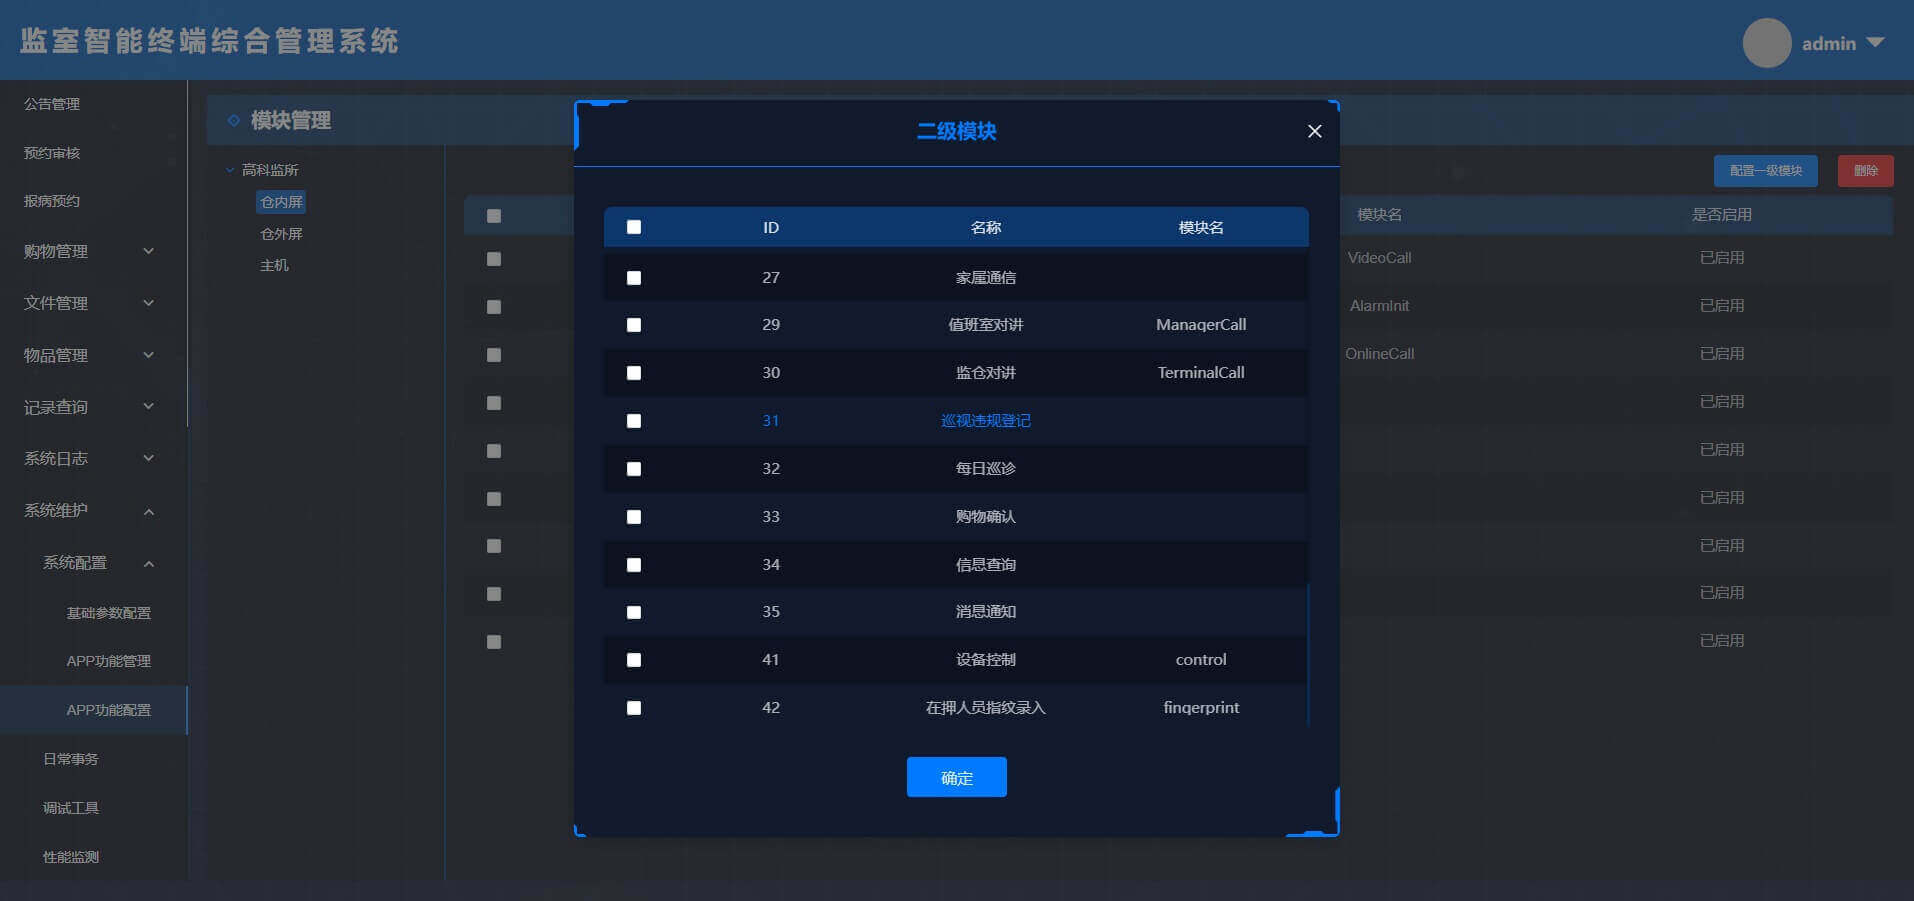 监室智能终端综合管理系统
admin
公告管理
预约审核
报病预约
购物管理
文件管理
物品管理
记录查询
系统日志
系统维护
系统配置
基础参数配置
APP功能管理
APP功能配置
日常事务
调试工具
性能监测
模块管理
高科监所
仓内屏
仓外屏
主机
配置一级模块 删除
模块名 是否启用
VideoCall 已启用
AlarmInit 已启用
OnlineCall 已启用
已启用
已启用
已启用
已启用
已启用
已启用
二级模块
ID 名称 模块名
27 家属通信
29 值班室对讲 ManagerCall
30 监仓对讲 TerminalCall
31 巡视违规登记
32 每日巡诊
33 购物确认
34 信息查询
35 消息通知
41 设备控制 control
42 在押人员指纹录入 fingerprint
确定